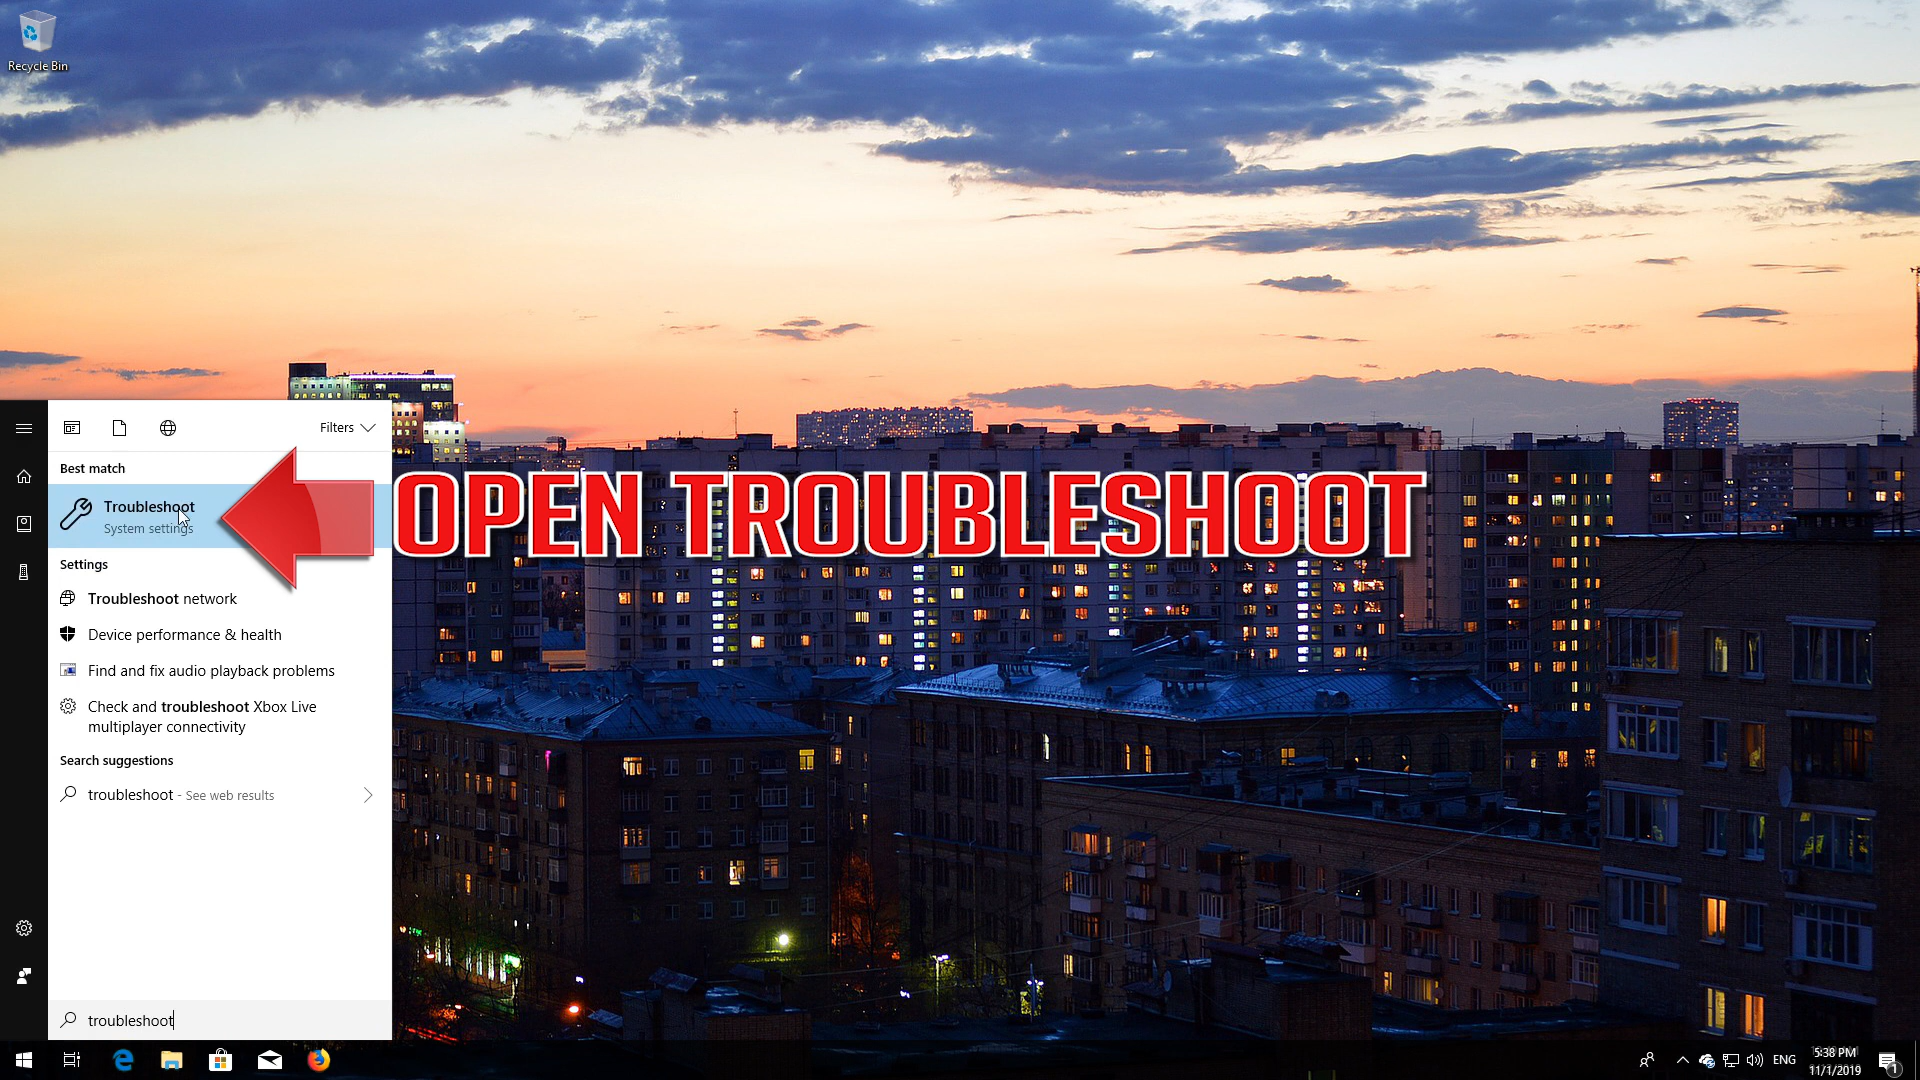 Recycle Bin
Filters
Best match
Troubleshoot
System settings
OPEN TROUBLESHOOT
Settings
Troubleshoot network
Device performance & health
Find and fix audio playback problems
Check and troubleshoot Xbox Live
multiplayer connectivity
Search suggestions
troubleshoot - See web results
troubleshoot
ENG
5:38 PM
11/1/2019
1